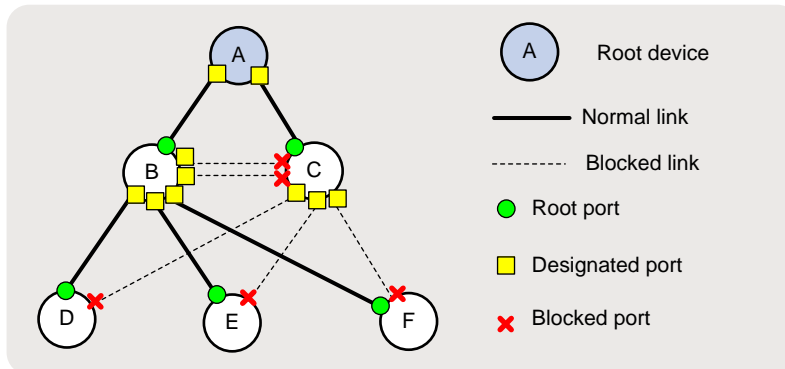 A
B
C
D
E
F
A
Root device
Normal link
Blocked link
Root port
Designated port
Blocked port